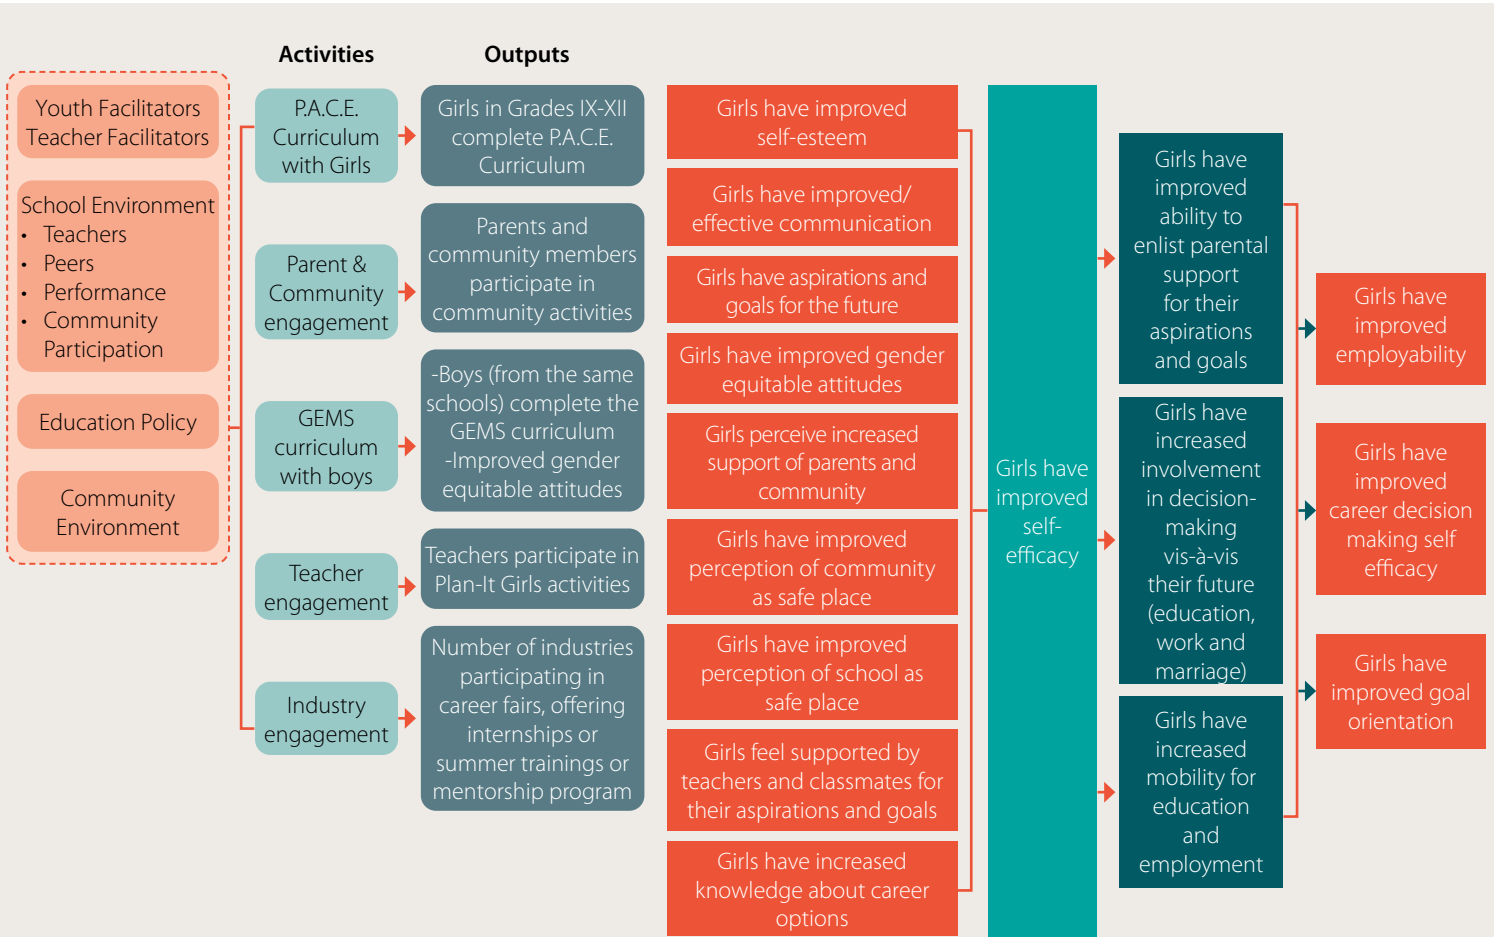 Activities
Outputs
Youth Facilitators
Teacher Facilitators
School Environment
• Teachers
• Peers
• Performance
• Community
Participation
Education Policy
Community
Environment
P.A.C.E.
Curriculum
with Girls
Parent &
Community
engagement
GEMS
curriculum
with boys
Teacher
engagement
Industry
engagement
Girls in Grades IX-XII
complete P.A.C.E.
Curriculum
Parents and
community members
participate in
community activities
-Boys (from the same
schools) complete the
GEMS curriculum
-Improved gender
equitable attitudes
Teachers participate in
Plan-It Girls activities
Number of industries
participating in
career fairs, offering
internships or
summer trainings or
mentorship program
Girls have improved
self-esteem
Girls have improved/
effective communication
Girls have aspirations and
goals for the future
Girls have improved gender
equitable attitudes
Girls perceive increased
support of parents and
community
Girls have improved
perception of community
as safe place
Girls have improved
perception of school as
safe place
Girls feel supported by
teachers and classmates for
their aspirations and goals
Girls have increased
knowledge about career
options
Girls have
improved
self-
efficacy
Girls have
improved
ability to
enlist parental
support
for their
aspirations
and goals
Girls have
increased
involvement
in decision-
making
vis-à-vis
their future
(education,
work and
marriage)
Girls have
increased
mobility for
education
and
employment
Girls have
improved
employability
Girls have
improved
career decision
making self
efficacy
Girls have
improved goal
orientation